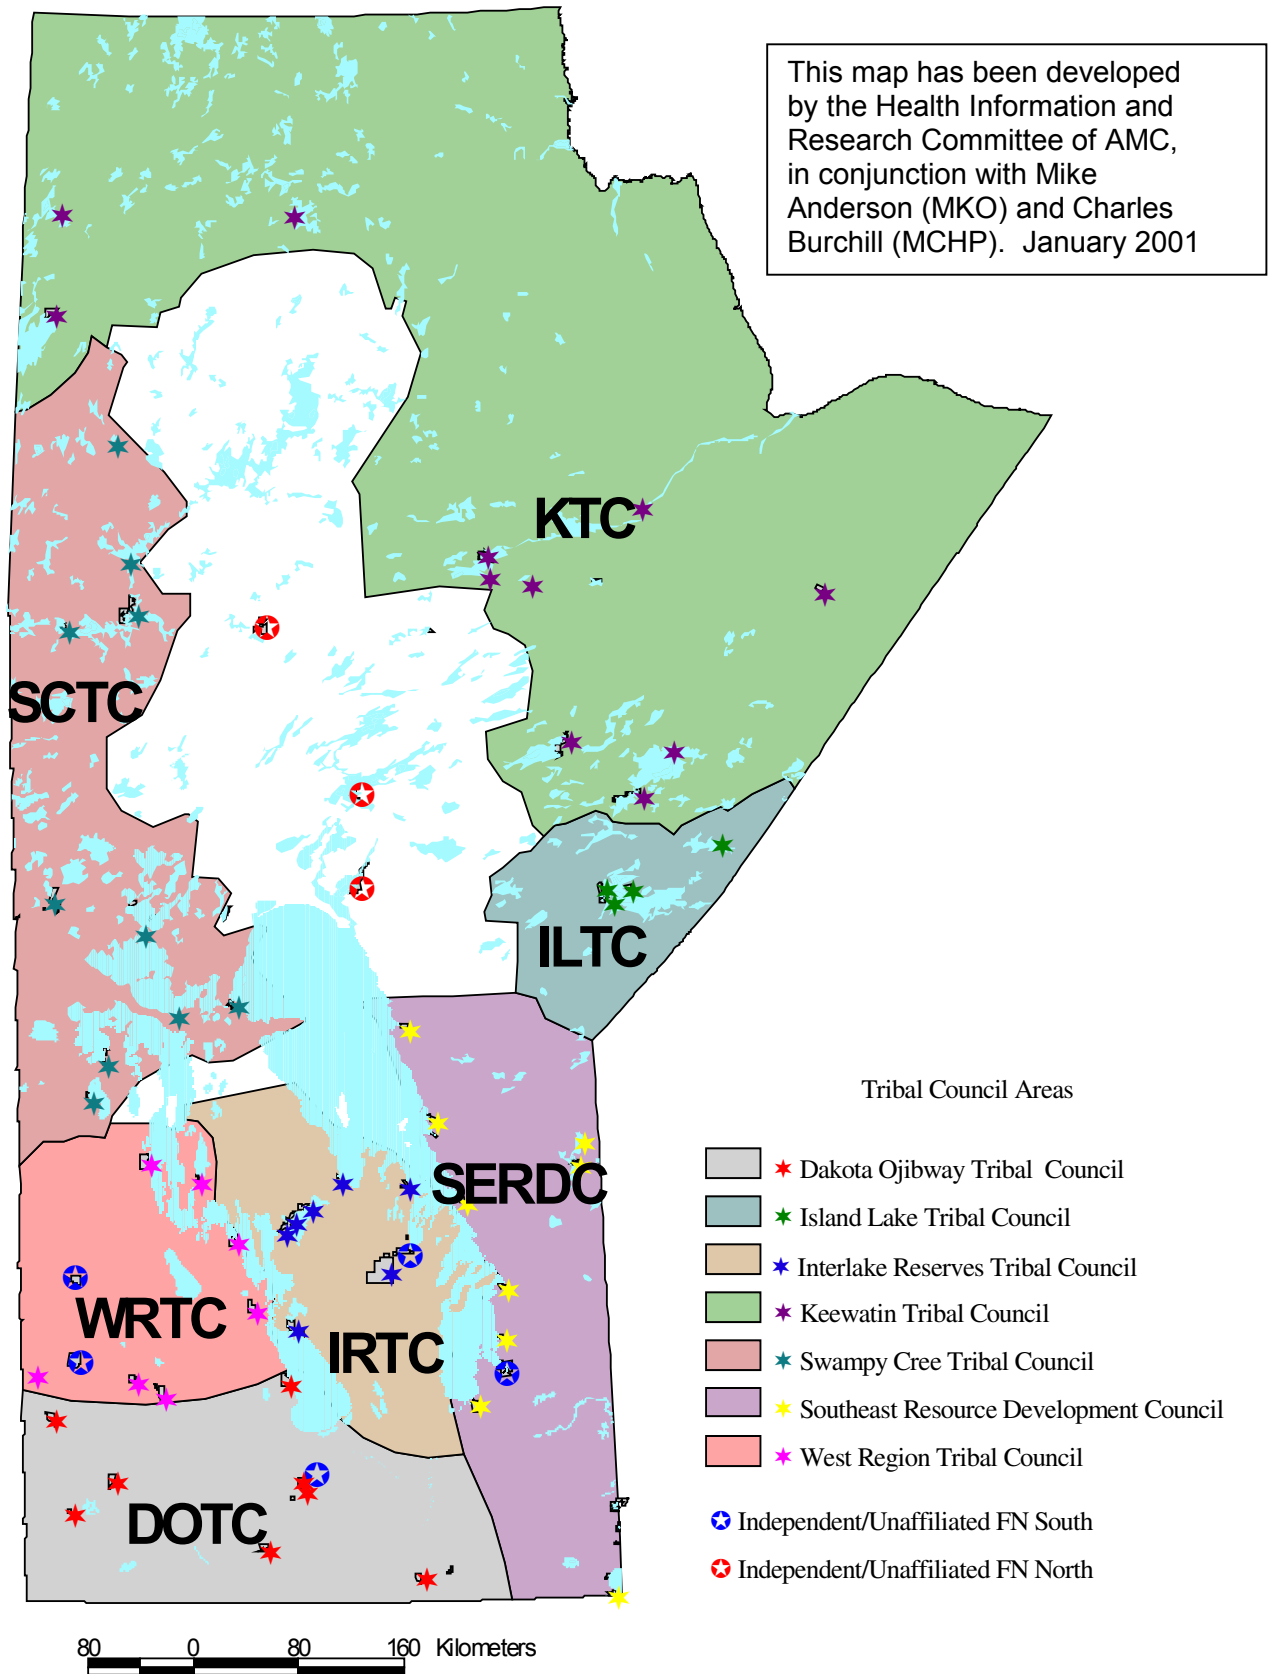 This map has been developed
by the Health Information and
Research Committee of AMC,
in conjunction with Mike
Anderson (MKO) and Charles
Burchill (MCHP).  January 2001
KTC
SCTC
ILTC
SERDC
WRTC
IRTC
DOTC
Tribal Council Areas
Dakota Ojibway Tribal  Council
Island Lake Tribal Council
Interlake Reserves Tribal Council
Keewatin Tribal Council
Swampy Cree Tribal Council
Southeast Resource Development Council
West Region Tribal Council
Independent/Unaffiliated FN South
Independent/Unaffiliated FN North
80 0 80 160 Kilometers